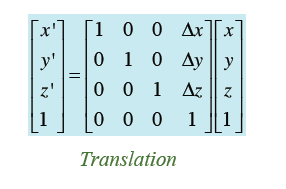 x' 1 0 0 Δx x
y' 0 1 0 Δy y
= 
z' 0 0 1 Δz z
1 0 0 0 1 1
Translation